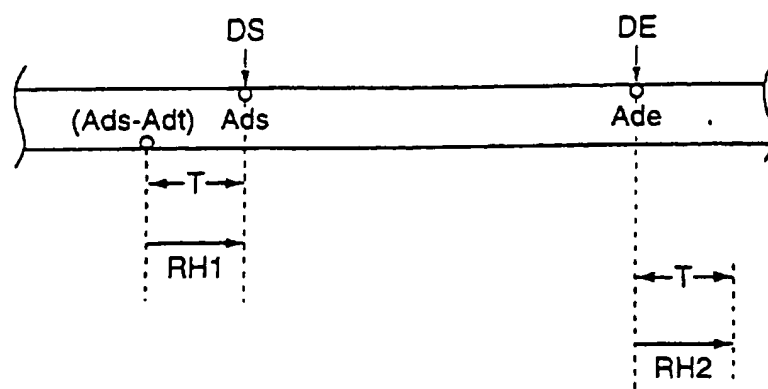 DS DE
(Ads-Adt) Ads Ade
T
RH1
T
RH2